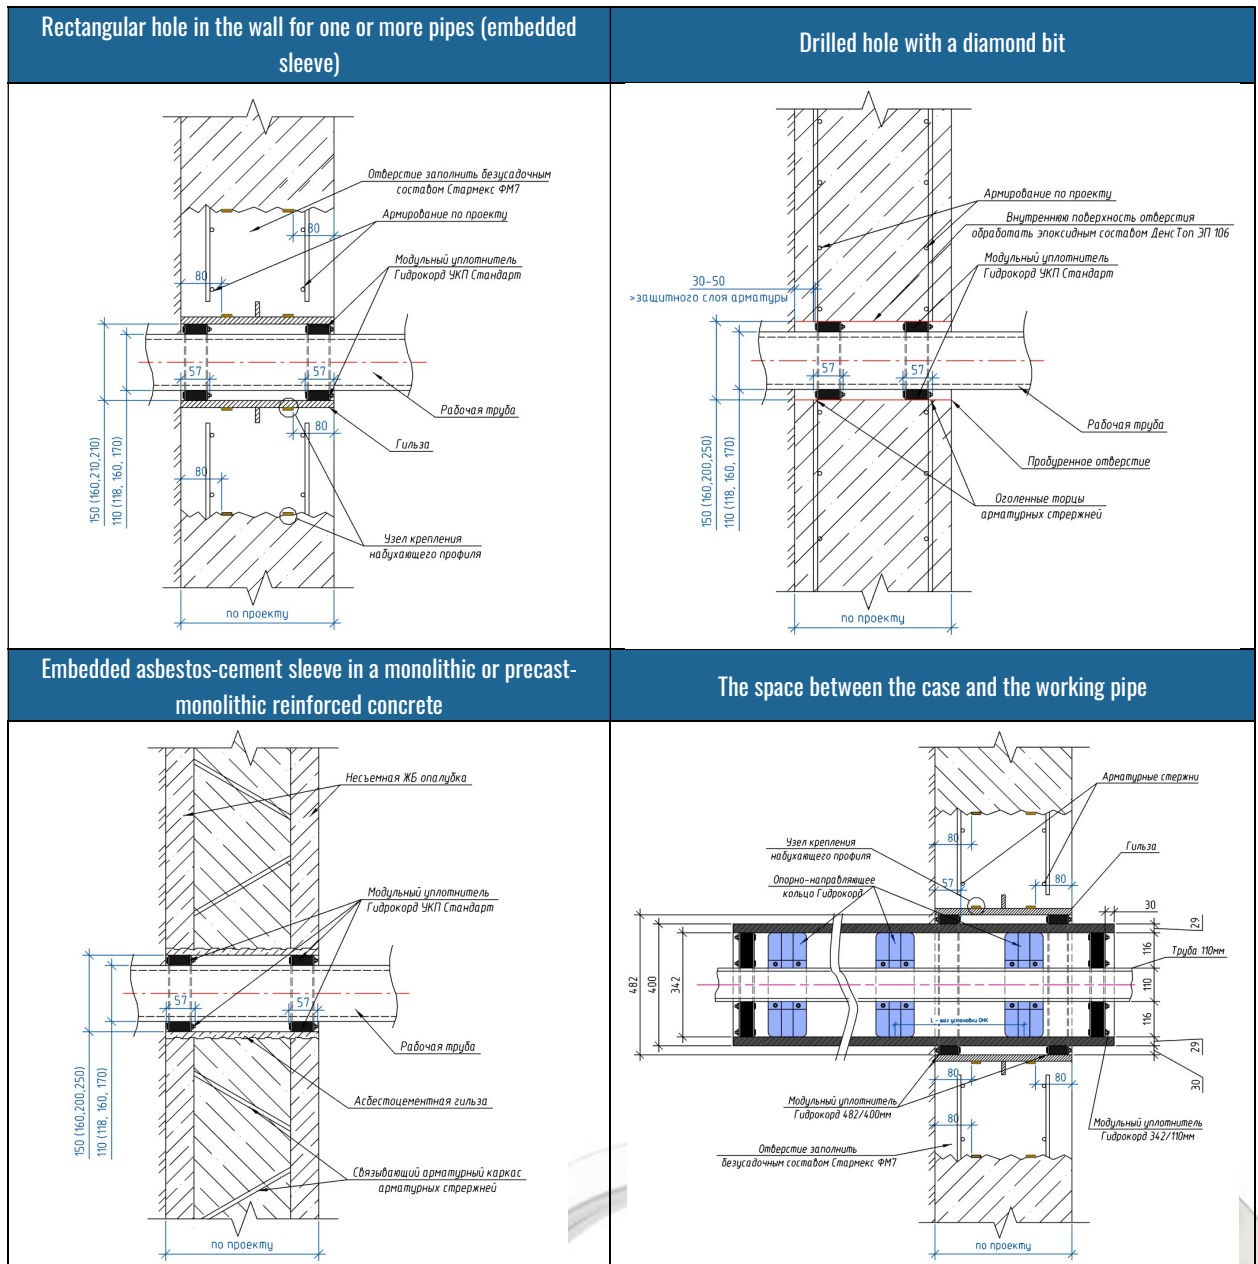 Rectangular hole in the wall for one or more pipes (embedded
sleeve)
Drilled hole with a diamond bit
Отверстие заполнить безусадочным
составом Стармекс ФМ7
Армирование по проекту
80
Модульный уплотнитель
Гидрокорд УКП Стандарт
80
57
57
Рабочая труба
80
Гильза
80
150 (160,210,210)
110 (118, 160, 170)
Узел крепления
набухающего профиля
по проекту
Армирование по проекту
Внутреннюю поверхность отверстия
обработать эпоксидным составом ДенсТоп ЭП 106
Модульный уплотнитель
Гидрокорд УКП Стандарт
30-50
>защитного слоя арматуры
57
57
Рабочая труба
150 (160,200,250)
110 (118, 160, 170)
Пробуренное отверстие
Оголенные торцы
арматурных стрержней
по проекту
Embedded asbestos-cement sleeve in a monolithic or precast-
monolithic reinforced concrete
The space between the case and the working pipe
Несъемная ЖБ опалубка
Модульный уплотнитель
Гидрокорд УКП Стандарт
57
57
Рабочая труба
150 (160,200,250)
110 (118, 160, 170)
Асбестоцементная гильза
Связывающий арматурный каркас
арматурных стрержней
по проекту
Арматурные стержни
Узел крепления
набухающего профиля
80
Гильза
Опорно-направляющее
кольцо Гидрокорд
57
80
30
29
116
Труба 110мм
482
400
342
110
L - шаг установки ОНК
116
29
30
80
80
Модульный уплотнитель
Гидрокорд 482/400мм
80
Модульный уплотнитель
Гидрокорд 342/110мм
Отверстие заполнить
безусадочным составом Стармекс ФМ7
по проекту